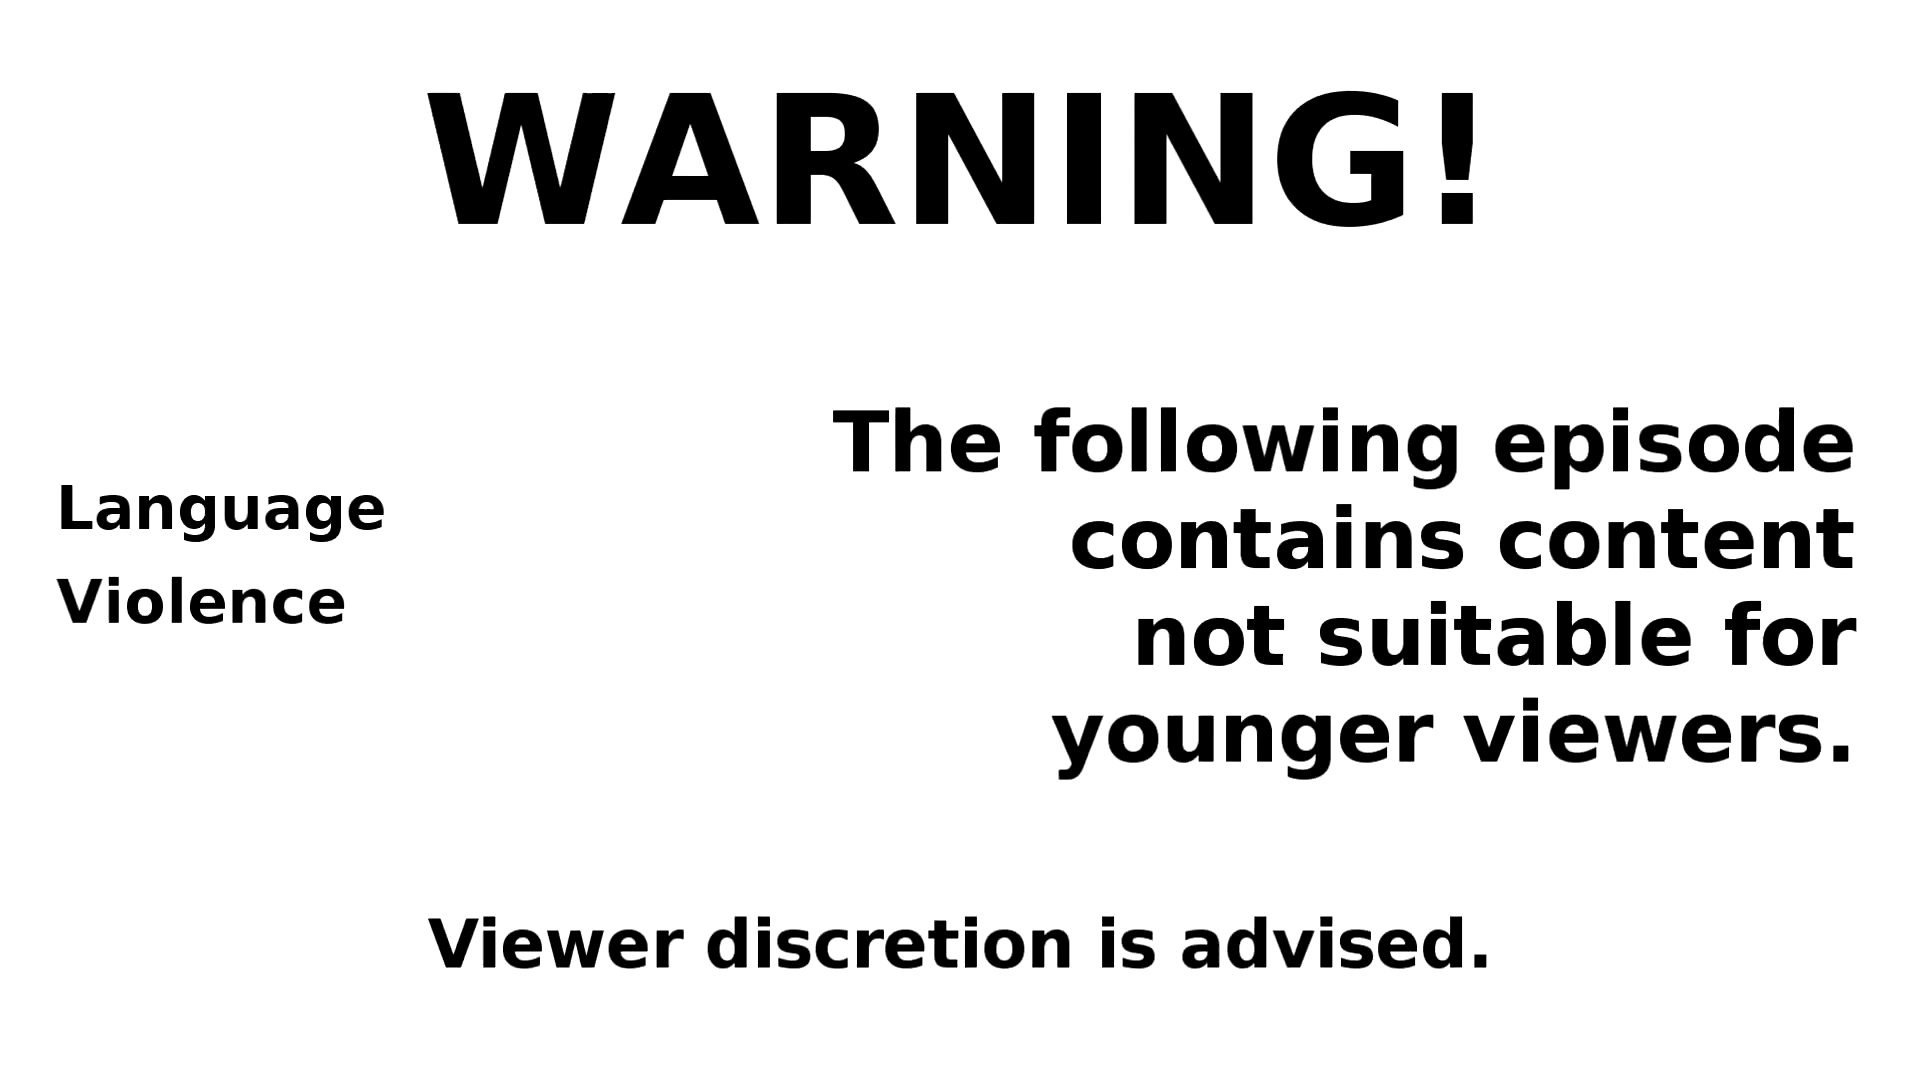 WARNING!
Language
Violence
The following episode
contains content
not suitable for
younger viewers.
Viewer discretion is advised.